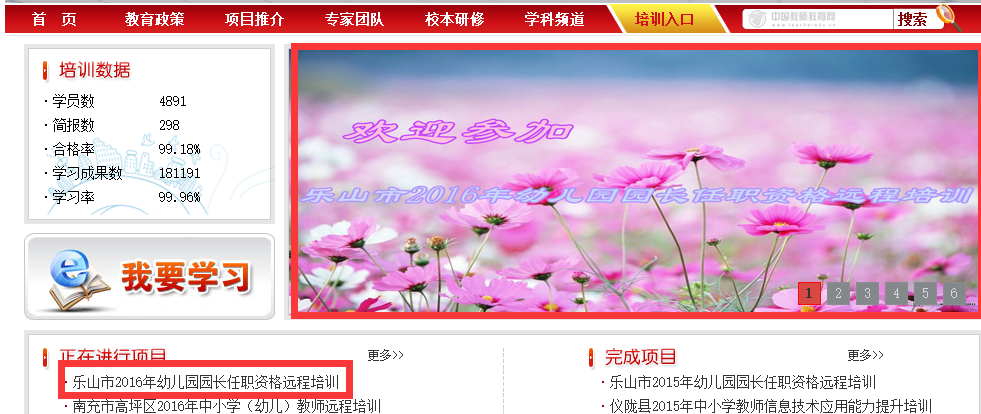 首 页 教育政策 项目推介 专家团队 校本研修 学科频道 培训入口 中国教师教育网 搜索
培训数据
·学员数 4891
·简报数 298
·合格率 99.18%
·学习成果数 181191
·学习率 99.96%
我要学习
欢迎参加
乐山市2016年幼儿园园长任职资格远程培训
1 2 3 4 5 6
正在进行项目 更多>>
·乐山市2016年幼儿园园长任职资格远程培训
·南充市高坪区2016年中小学（幼儿）教师远程培训
完成项目 更多>>
·乐山市2015年幼儿园园长任职资格远程培训
·仪陇县2015年中小学教师信息技术应用能力提升培训